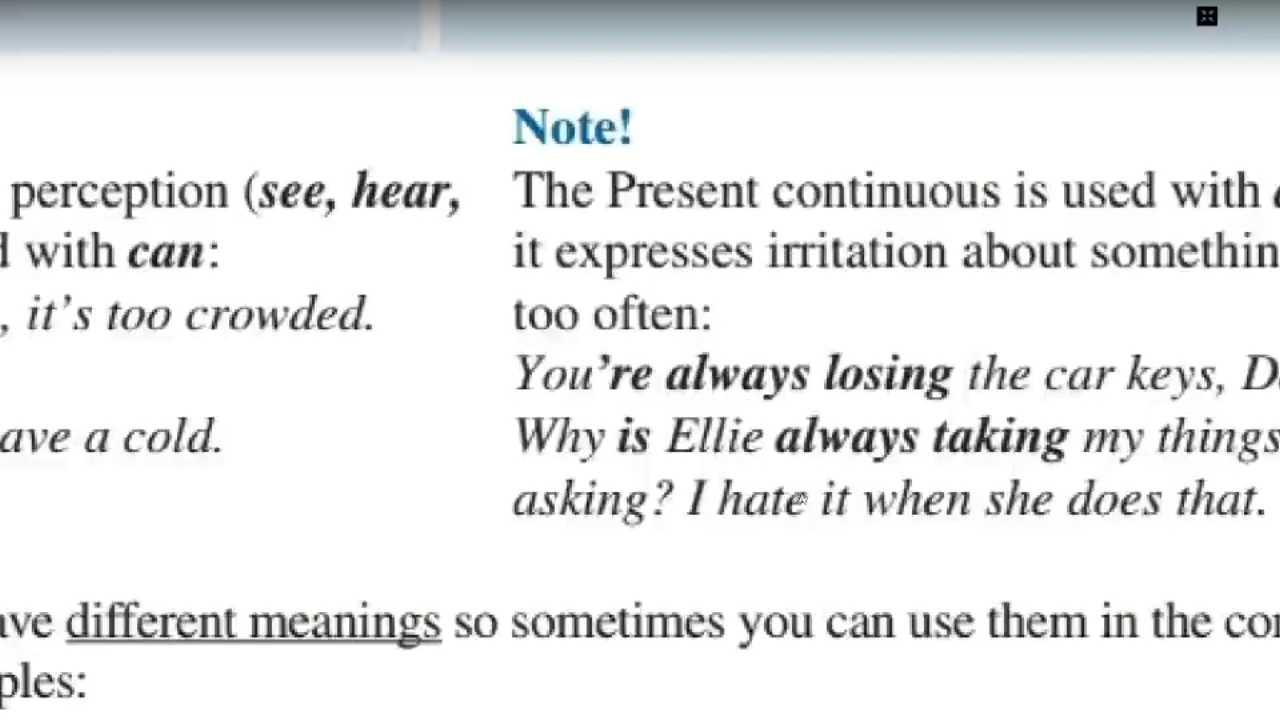 Note!
perception (see, hear,
with can:
, it's too crowded.
ave a cold.
The Present continuous is used with
it expresses irritation about somethin
too often:
You're always losing the car keys, D
Why is Ellie always taking my things
asking? I hate it when she does that.
ave different meanings so sometimes you can use them in the co
ples: